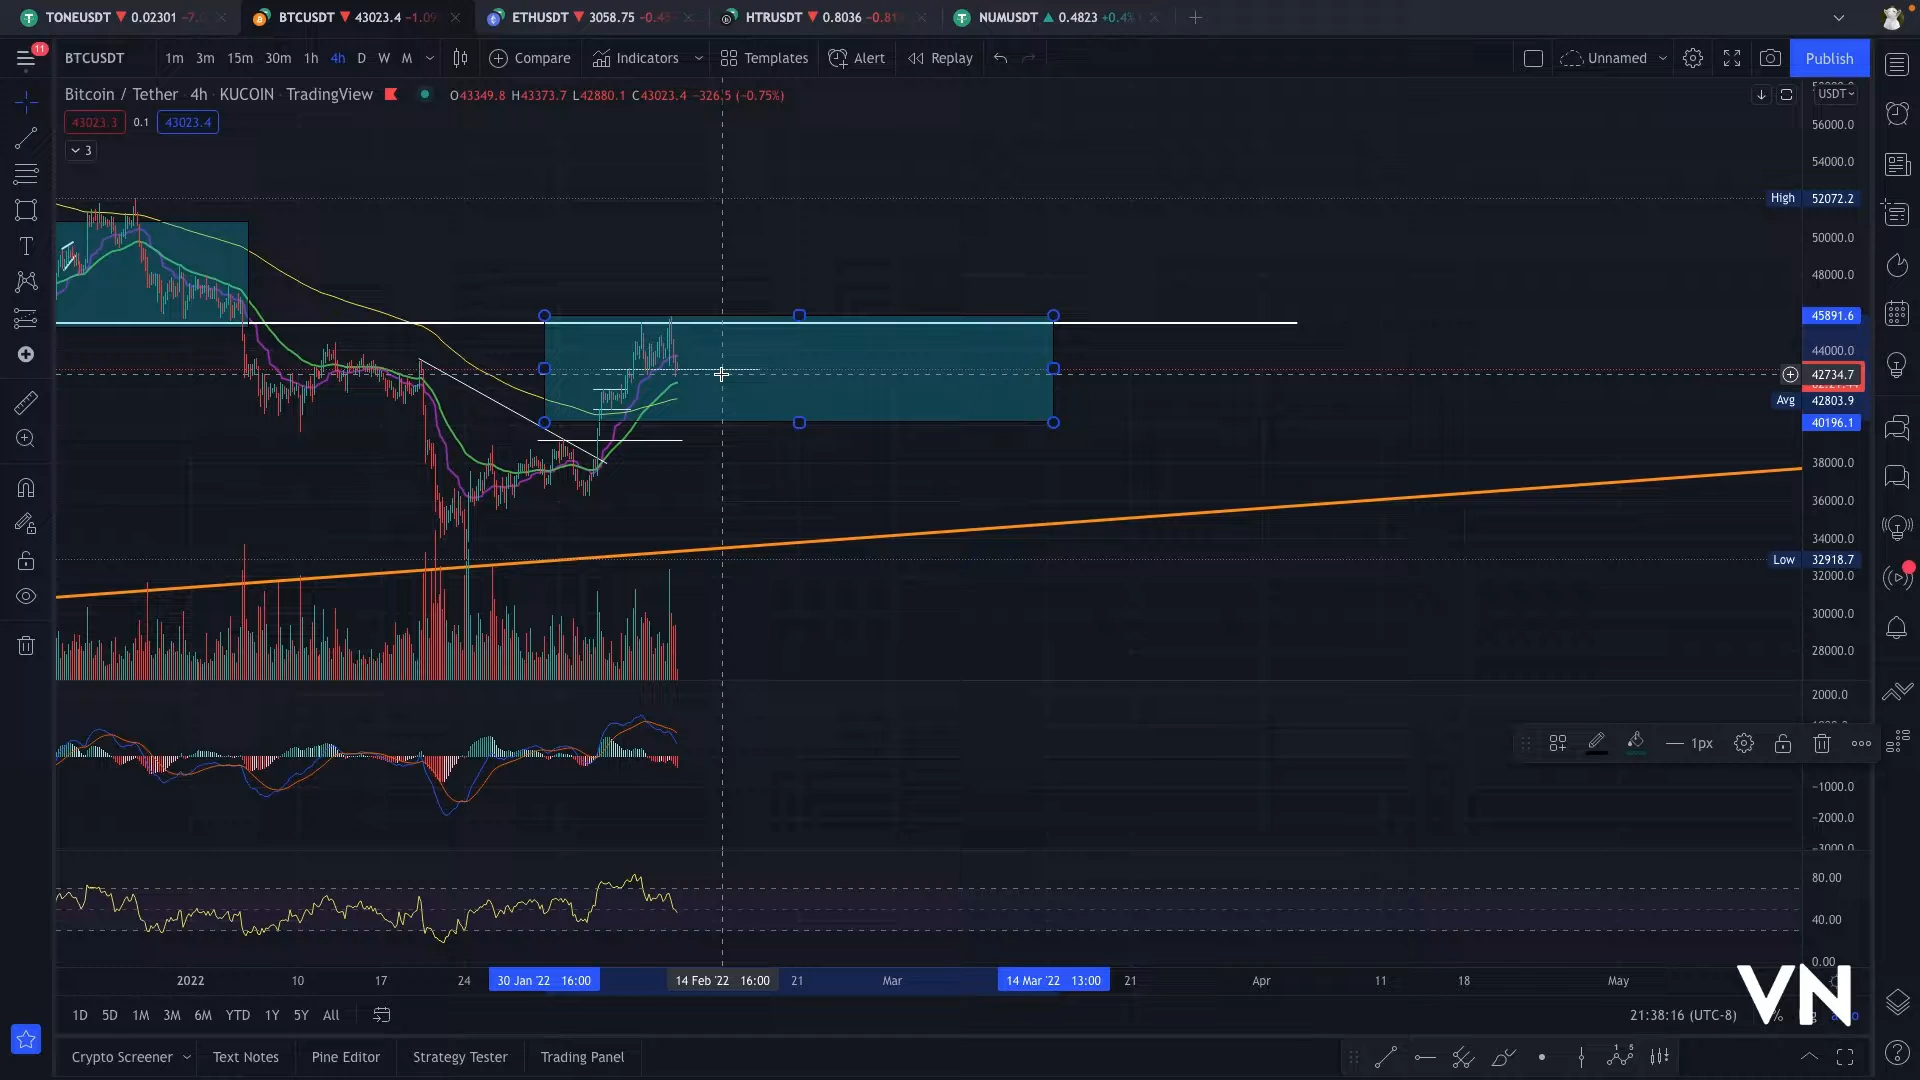 TONEUSDT ▼ 0.02301 -7.
BTCUSDT ▼ 43023.4 -1.09
ETHUSDT ▼ 3058.75 -0.4
HTRUSDT ▼ 0.8036 -0.81
NUMUSDT ▲ 0.4823 +0.4
11
BTCUSDT 1m 3m 15m 30m 1h 4h D W M Compare Indicators Templates Alert Replay Unnamed Publish
Bitcoin / Tether 4h · KUCOIN · TradingView O43349.8 H43373.7 L42880.1 C43023.4 -326.5 (-0.75%)
USDT
43023.3 0.1 43023.4
3
56000.0
54000.0
High 52072.2
50000.0
48000.0
45891.6
44000.0
42734.7
Avg 42803.9
40196.1
38000.0
36000.0
34000.0
Low 32918.7
32000.0
30000.0
28000.0
2000.0
1px
-1000.0
-2000.0
-3000.0
80.00
40.00
0.00
2022 10 17 24 30 Jan '22 16:00 14 Feb '22 16:00 21 Mar 14 Mar '22 13:00 21 Apr 11 18 May
VN
1D 5D 1M 3M 6M YTD 1Y 5Y All 21:38:16 (UTC-8) %
Crypto Screener Text Notes Pine Editor Strategy Tester Trading Panel